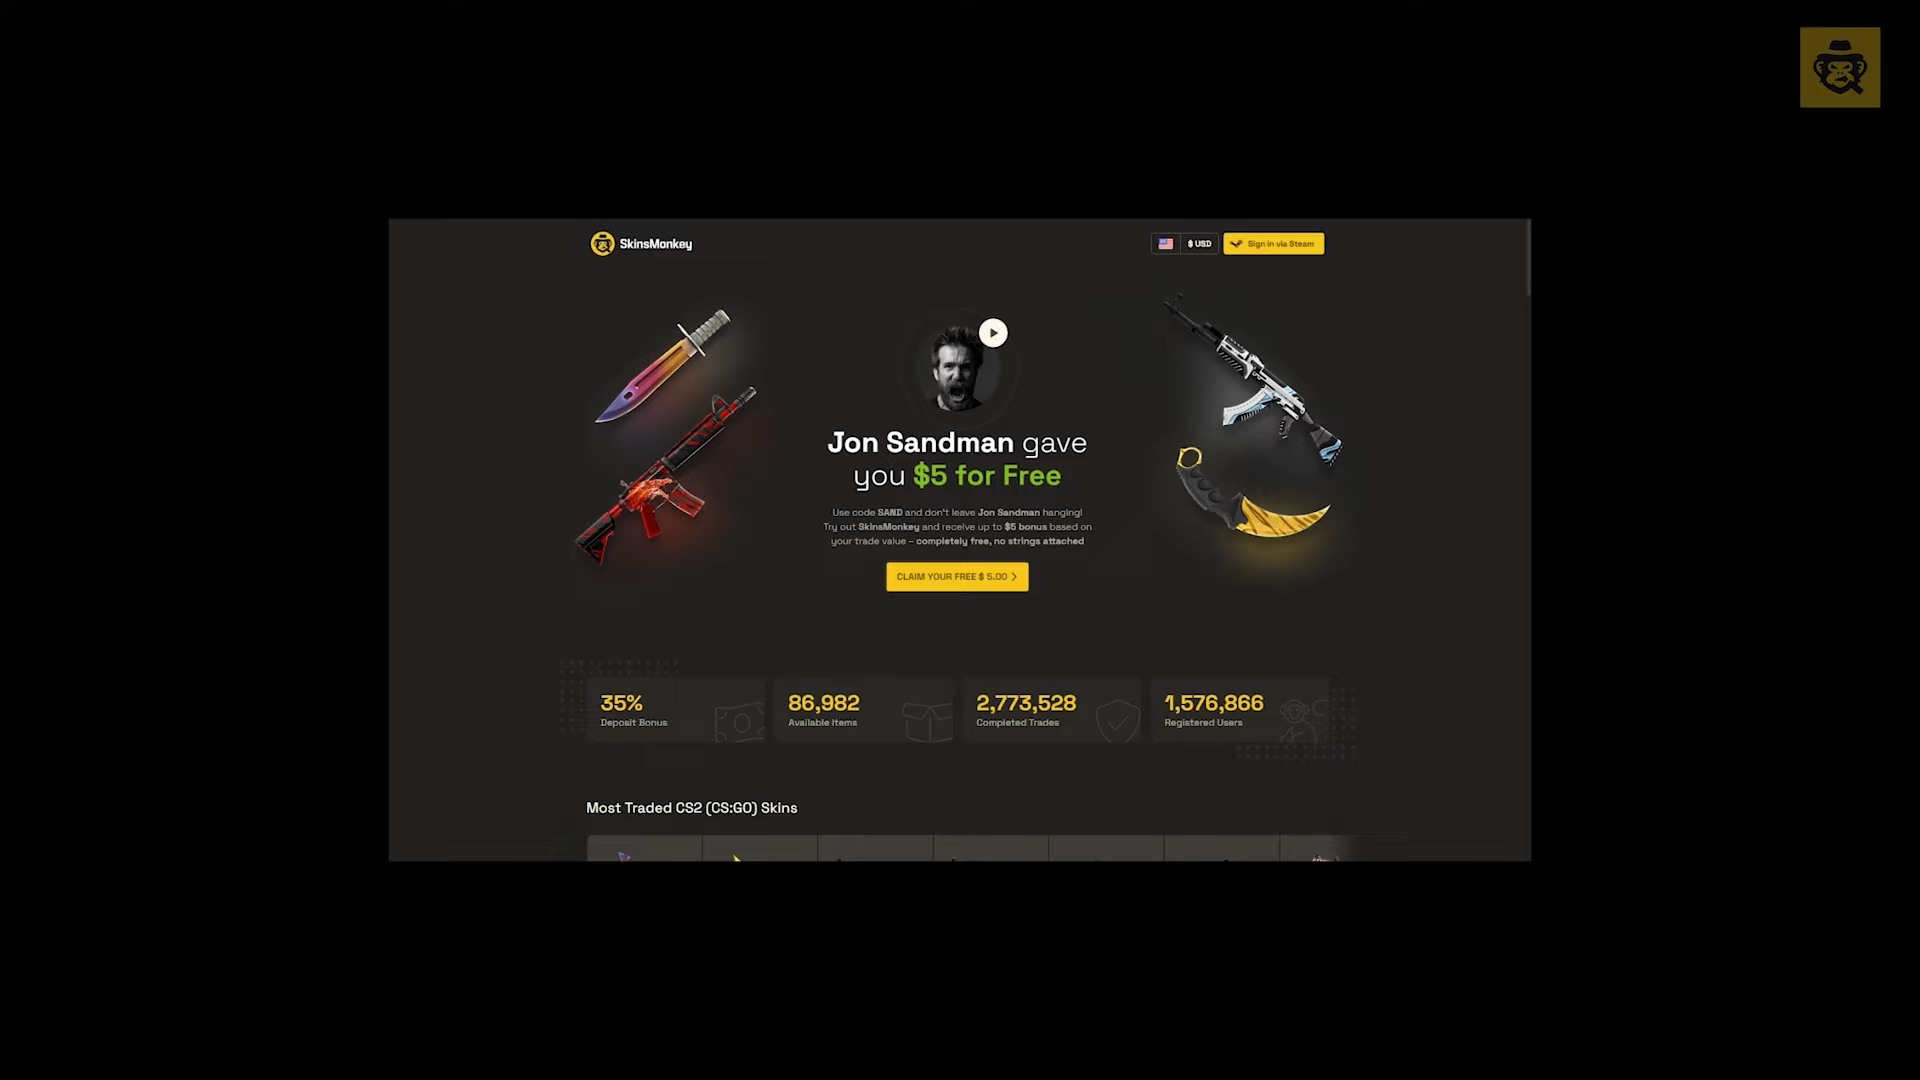 SkinsMonkey
$ USD
Sign in via Steam
Jon Sandman gave
you $5 for Free
Use code SAND and don't leave Jon Sandman hanging!
Try out SkinsMonkey and receive up to $5 bonus based on
your trade value – completely free, no strings attached
CLAIM YOUR FREE $ 5.00
35%
Deposit Bonus
86,982
Available Items
2,773,528
Completed Trades
1,576,866
Registered Users
Most Traded CS2 (CS:GO) Skins